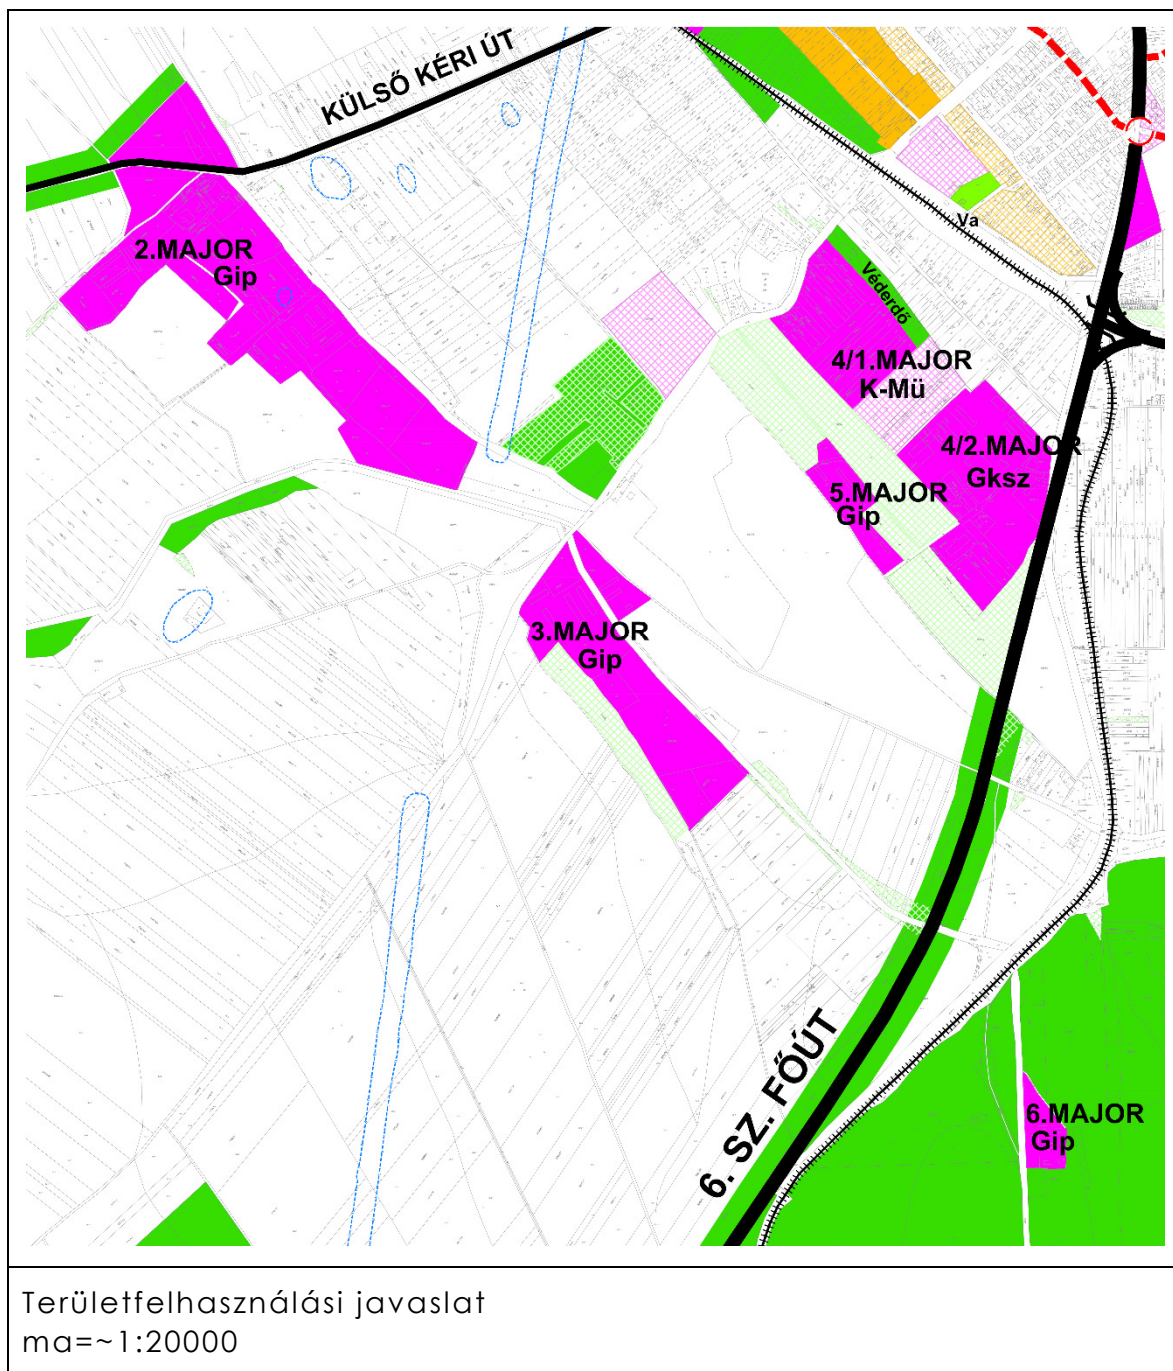 KÜLSŐ KÉRI ÚT
Va
2.MAJOR
Gip
Véderdő
4/1.MAJOR
K-Mü
4/2.MAJOR
Gksz
5.MAJOR
Gip
3.MAJOR
Gip
6. SZ. FŐÚT
6.MAJOR
Gip
Területfelhasználási javaslat
ma=~1:20000